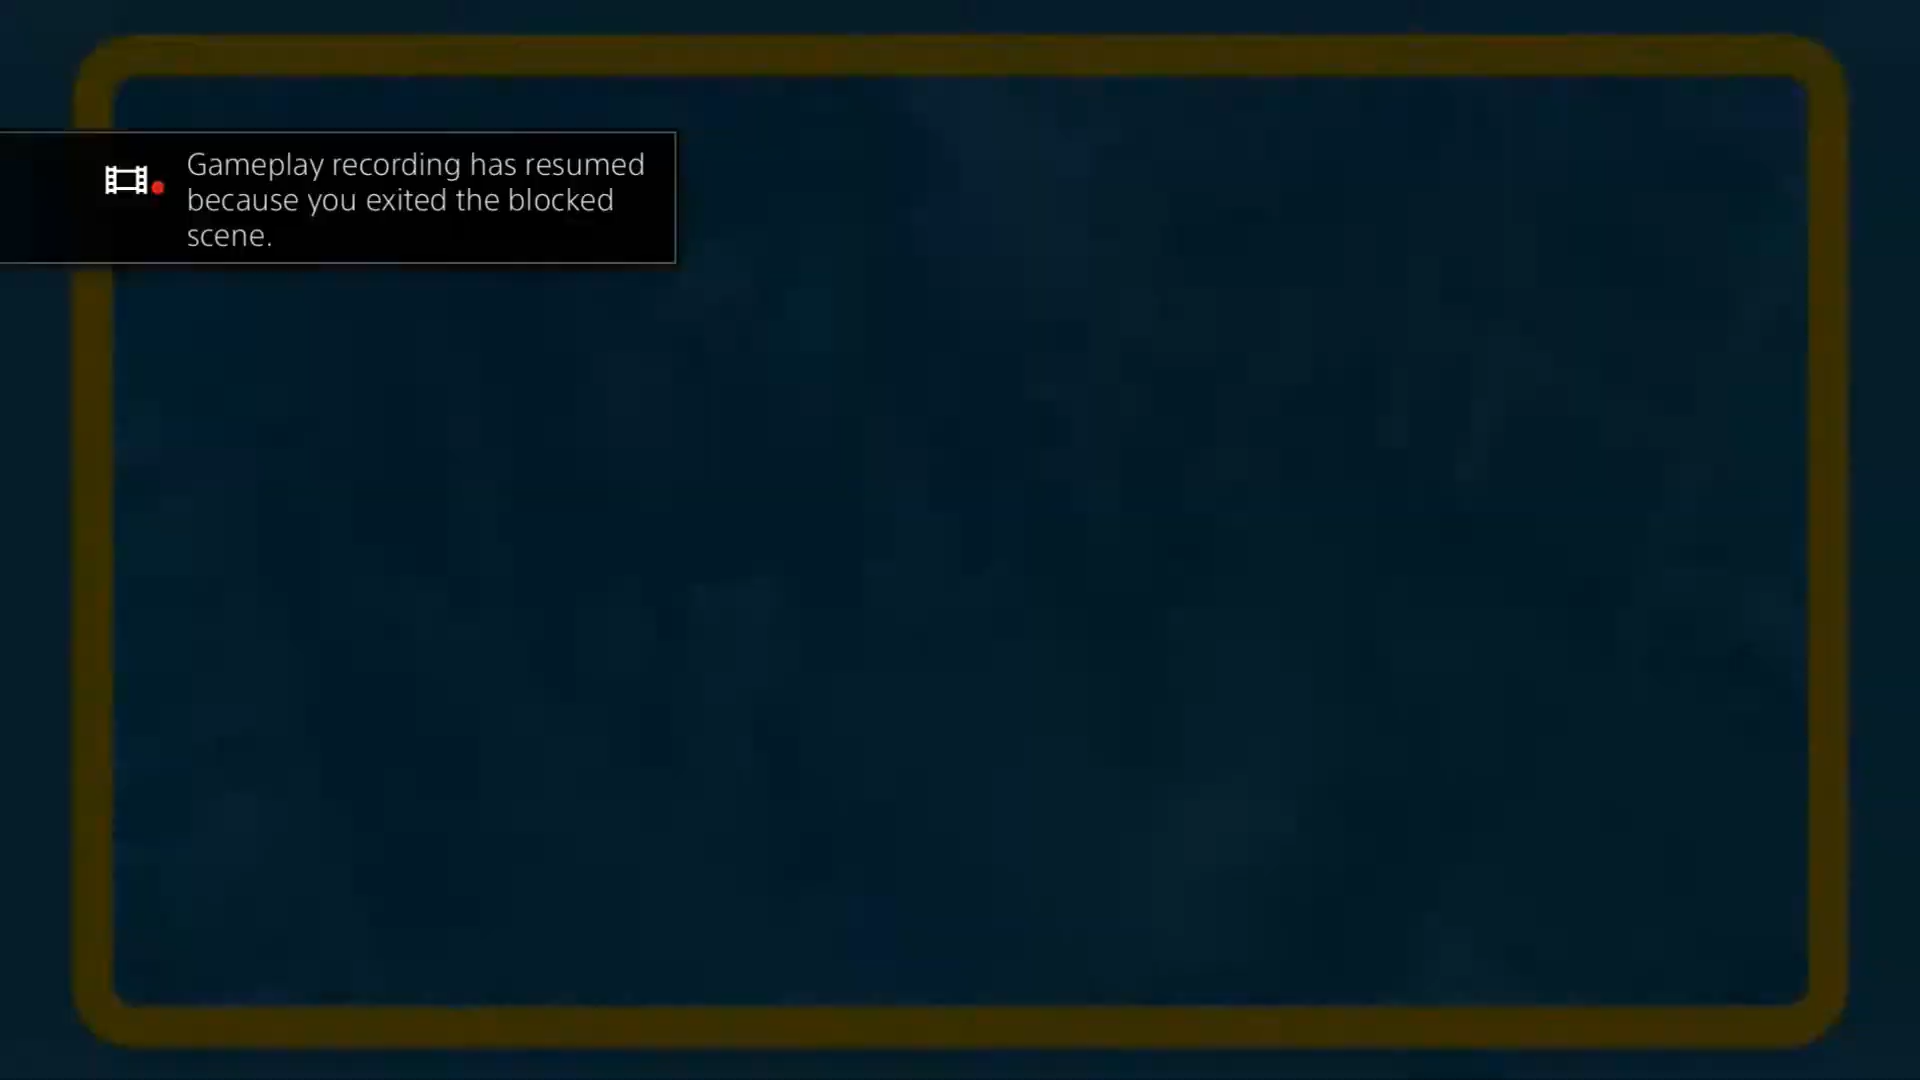 Gameplay recording has resumed
because you exited the blocked
scene.